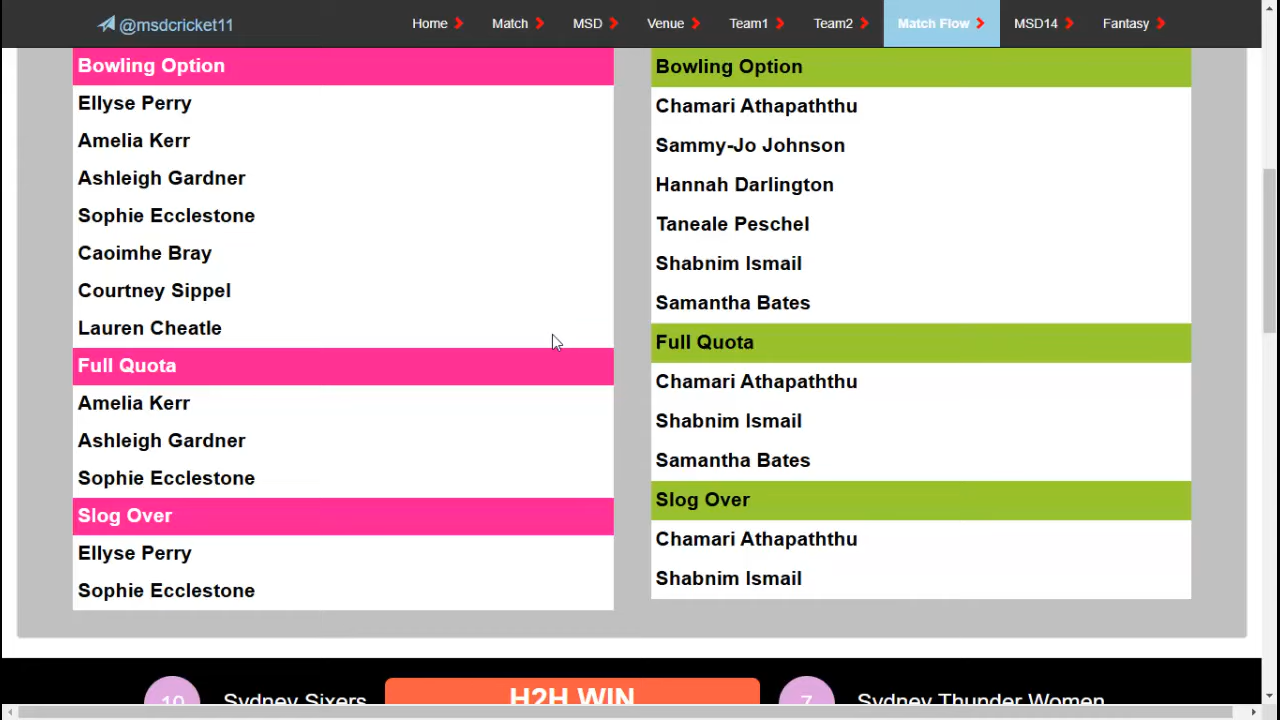 @msdcricket11 Home Match MSD Venue Team1 Team2 Match Flow MSD14 Fantasy
Bowling Option
Ellyse Perry
Amelia Kerr
Ashleigh Gardner
Sophie Ecclestone
Caoimhe Bray
Courtney Sippel
Lauren Cheatle
Full Quota
Amelia Kerr
Ashleigh Gardner
Sophie Ecclestone
Slog Over
Ellyse Perry
Sophie Ecclestone
Bowling Option
Chamari Athapaththu
Sammy-Jo Johnson
Hannah Darlington
Taneale Peschel
Shabnim Ismail
Samantha Bates
Full Quota
Chamari Athapaththu
Shabnim Ismail
Samantha Bates
Slog Over
Chamari Athapaththu
Shabnim Ismail
10 Sydney Sixers H2H WIN 7 Sydney Thunder Women